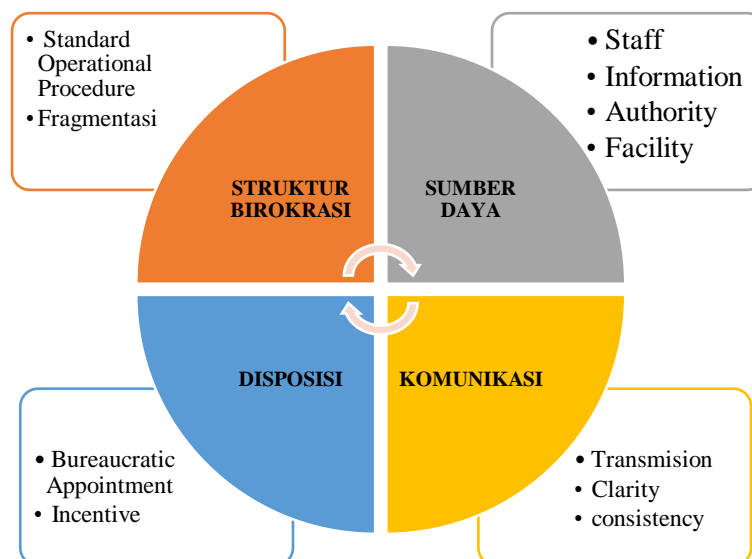 • Standard
Operational
Procedure
• Fragmentasi
• Staff
• Information
• Authority
• Facility
STRUKTUR
BIROKRASI
SUMBER
DAYA
DISPOSISI
KOMUNIKASI
• Bureaucratic
Appointment
• Incentive
• Transmision
• Clarity
• consistency